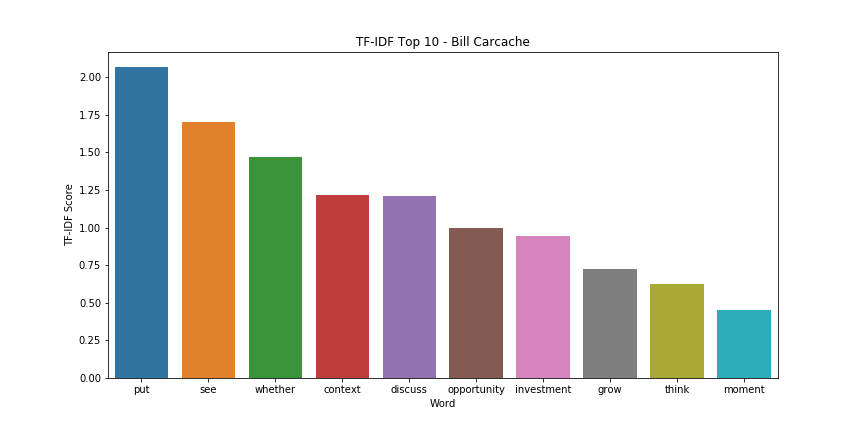 TF-IDF Top 10 - Bill Carcache
TF-IDF Score
2.00
1.75
1.50
1.25
1.00
0.75
0.50
0.25
0.00
put see whether context discuss opportunity investment grow think moment
Word